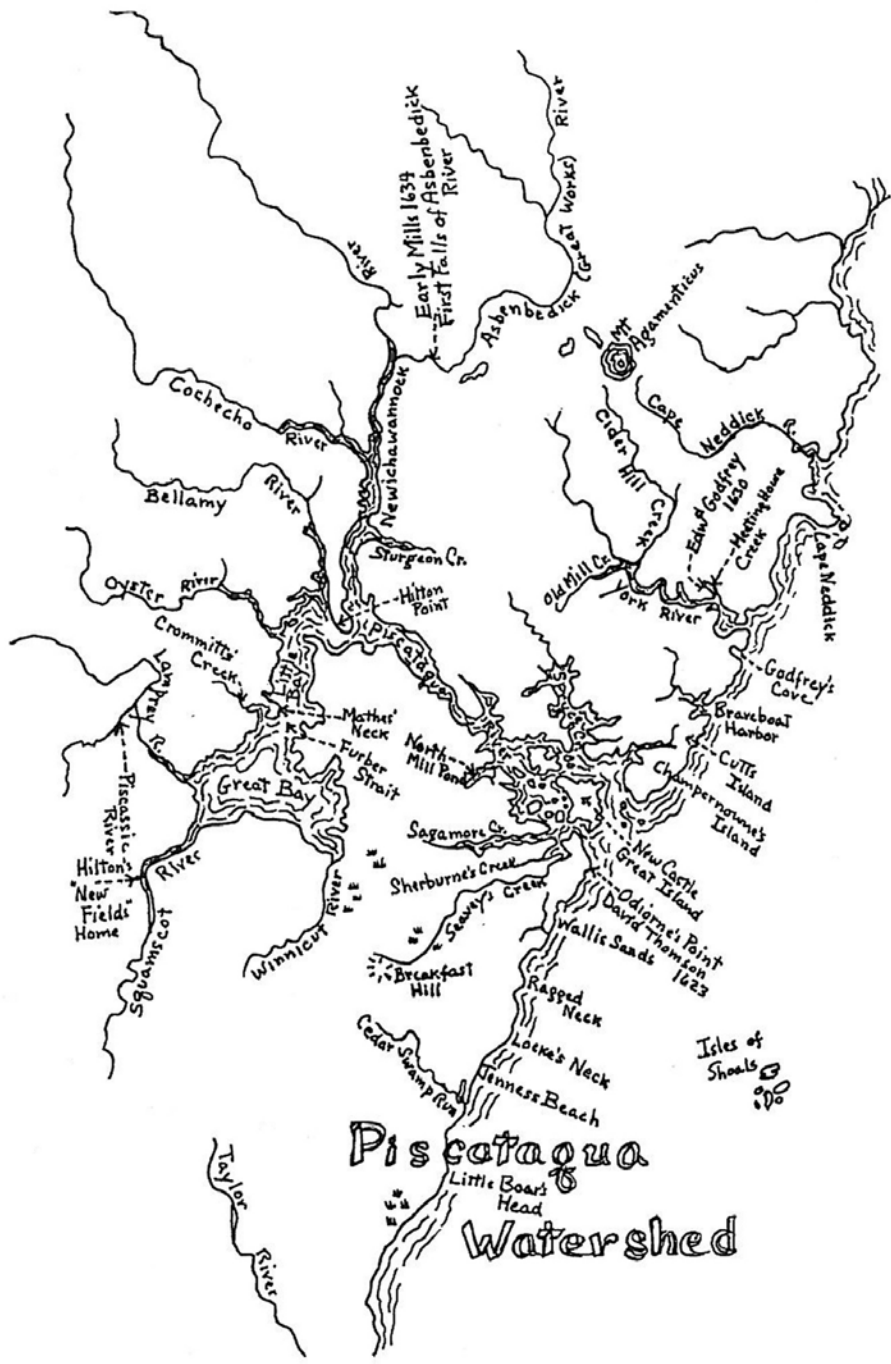 River
Early Mills 1634
First Falls of Asbenbedick
River
Asbenbedick (Great Works) River
Mt
Agamenticus
Cochecho River
Newichawannock
Cape Neddick R.
Cider Hill Creek
Edwd Godfrey
1630
Meeting House
Creek
Bellamy River
Sturgeon Cr.
Old Mill Cr.
York River
Cape Neddick
Oyster River
Hilton
Point
Piscataqua
Crommitt's
Creek
Little Bay
Godfrey's
Cove
Braveboat
Harbor
Lamprey R.
Mathes'
Neck
Furber
Strait
North
Mill Pond
Cutts
Island
Champernowne's
Island
Great Bay
Piscassic
River
Sagamore Cr.
Sherburne's Creek
Seavey's Creek
New Castle
Great Island
Odiorne's Point
David Thomson
1623
Hilton's
"New
Fields"
Home
Squamscot River
Winnicut River
Breakfast
Hill
Wallis Sands
Ragged
Neck
Cedar Swamp Run
Locke's Neck
Jenness Beach
Isles of
Shoals
Piscataqua
Watershed
Little Boar's
Head
Taylor River